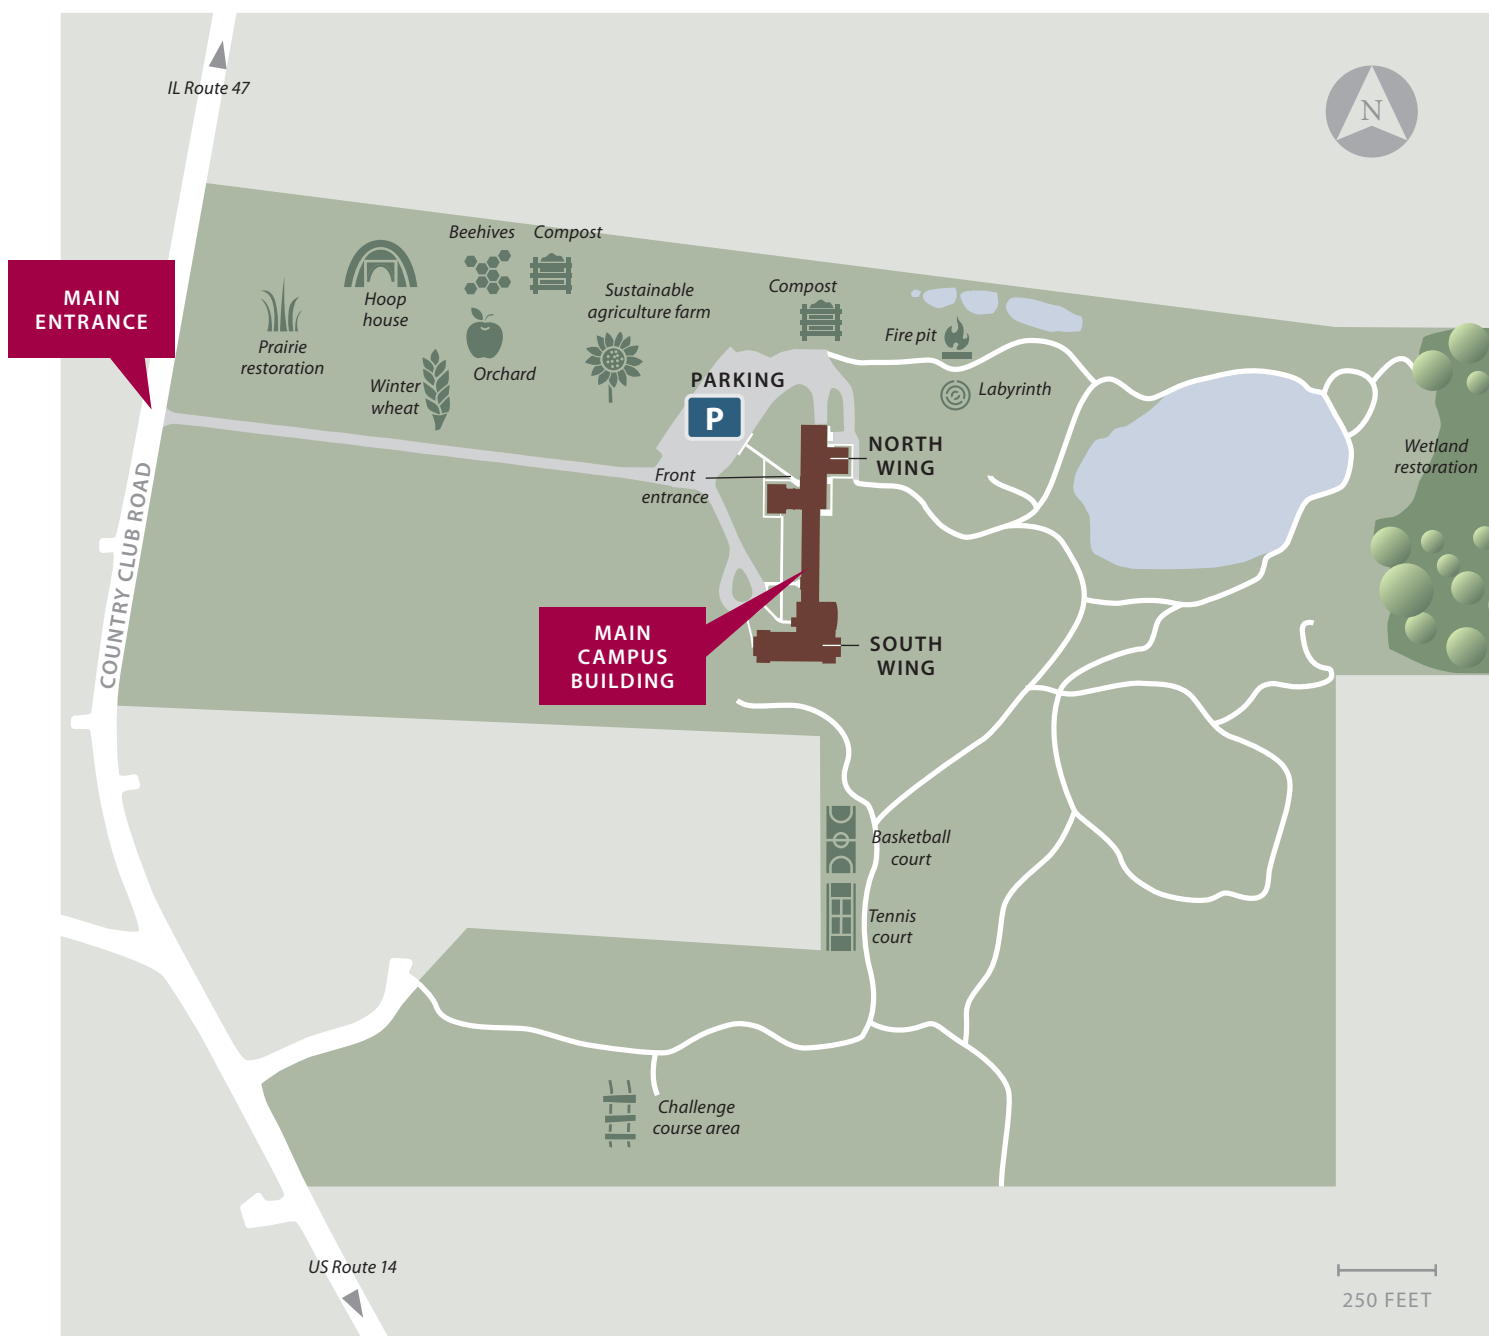 IL Route 47
N
Beehives
Compost
MAIN
ENTRANCE
Hoop
house
Sustainable
agriculture farm
Compost
Prairie
restoration
Fire pit
Winter
wheat
Orchard
PARKING
P
Labyrinth
NORTH
WING
Wetland
restoration
Front
entrance
COUNTRY CLUB ROAD
MAIN
CAMPUS
BUILDING
SOUTH
WING
Basketball
court
Tennis
court
Challenge
course area
US Route 14
250 FEET